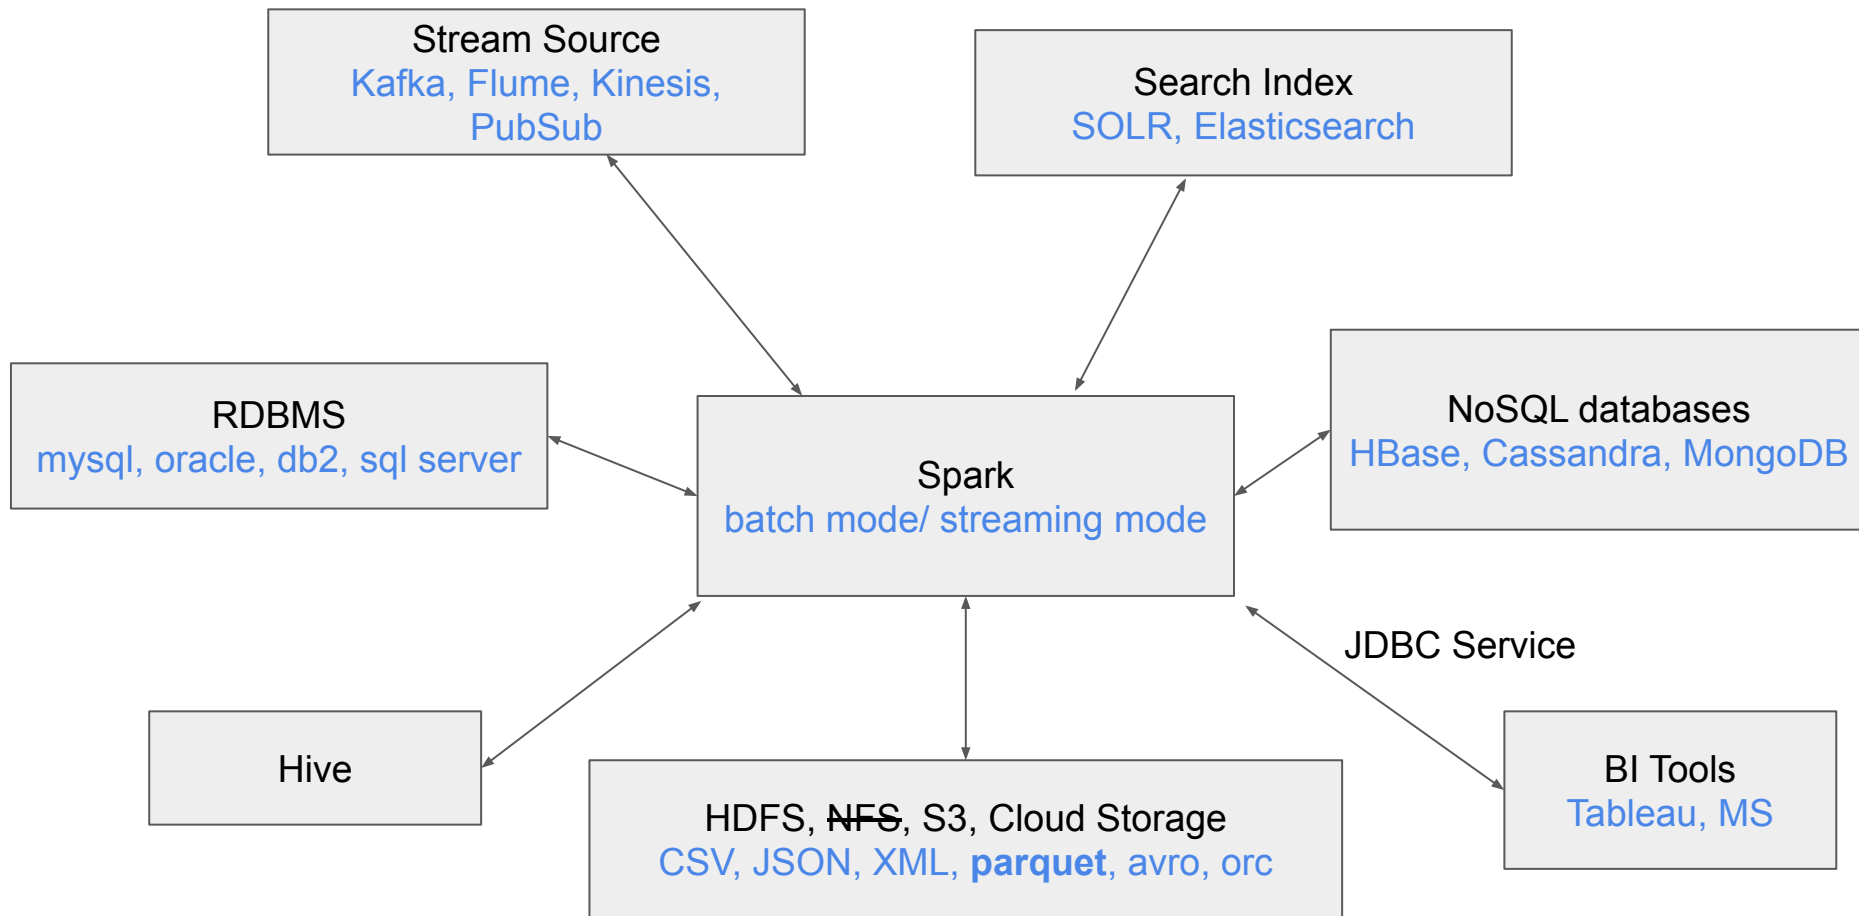 Stream Source
Kafka, Flume, Kinesis,
PubSub
Search Index
SOLR, Elasticsearch
RDBMS
mysql, oracle, db2, sql server
Spark
batch mode/ streaming mode
NoSQL databases
HBase, Cassandra, MongoDB
JDBC Service
Hive
HDFS, NFS, S3, Cloud Storage
CSV, JSON, XML, parquet, avro, orc
BI Tools
Tableau, MS